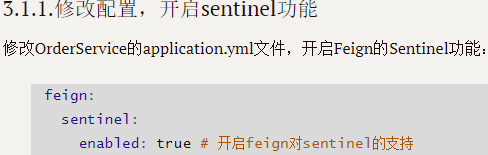 3.1.1.修改配置，开启sentinel功能
修改OrderService的application.yml文件，开启Feign的Sentinel功能：
feign:
  sentinel:
    enabled: true # 开启feign对sentinel的支持